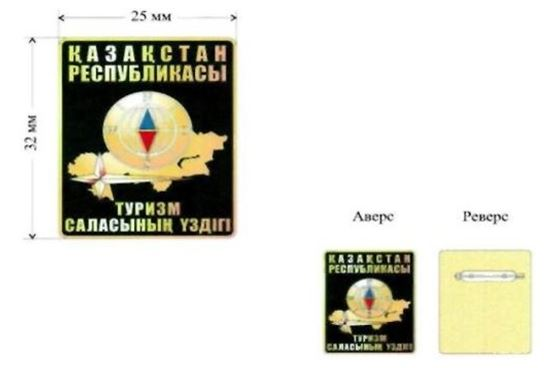 25 мм
32 мм
ҚАЗАҚСТАН
РЕСПУБЛИКАСЫ
ТУРИЗМ
САЛАСЫНЫҢ ҮЗДІГІ
Аверс
Реверс
ҚАЗАҚСТАН
РЕСПУБЛИКАСЫ
ТУРИЗМ
САЛАСЫНЫҢ ҮЗДІГІ